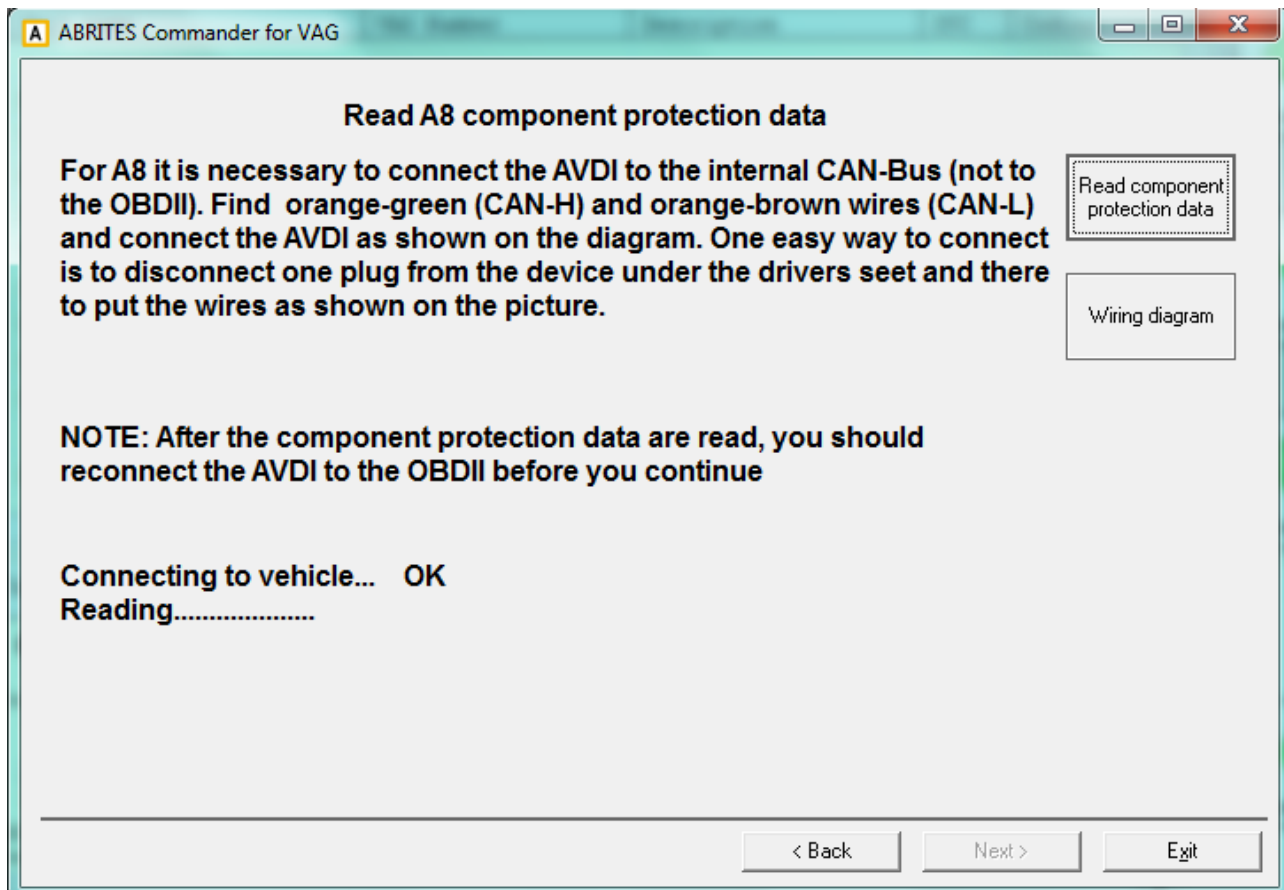 A ABRITES Commander for VAG
Read A8 component protection data
For A8 it is necessary to connect the AVDI to the internal CAN-Bus (not to
the OBDII). Find  orange-green (CAN-H) and orange-brown wires (CAN-L)
and connect the AVDI as shown on the diagram. One easy way to connect
is to disconnect one plug from the device under the drivers seet and there
to put the wires as shown on the picture.
Read component
protection data
Wiring diagram
NOTE: After the component protection data are read, you should
reconnect the AVDI to the OBDII before you continue
Connecting to vehicle...   OK
Reading....................
< Back
Next >
Exit